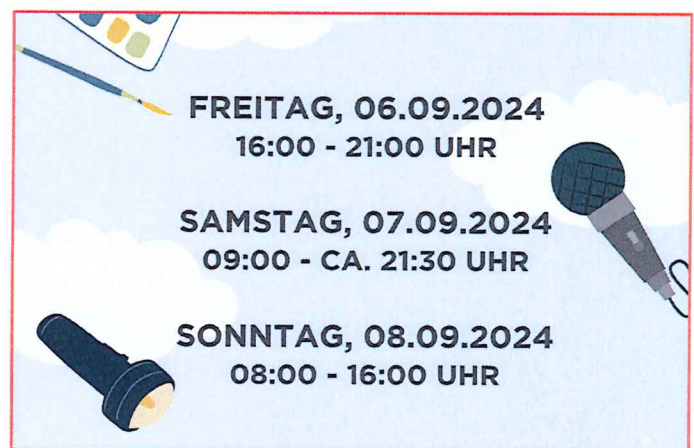 FREITAG, 06.09.2024
16:00 - 21:00 UHR
SAMSTAG, 07.09.2024
09:00 - CA. 21:30 UHR
SONNTAG, 08.09.2024
08:00 - 16:00 UHR